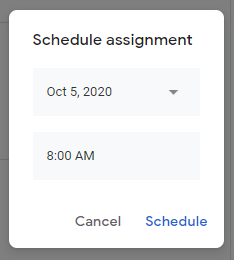 Schedule assignment
Oct 5, 2020
8:00 AM
Cancel Schedule